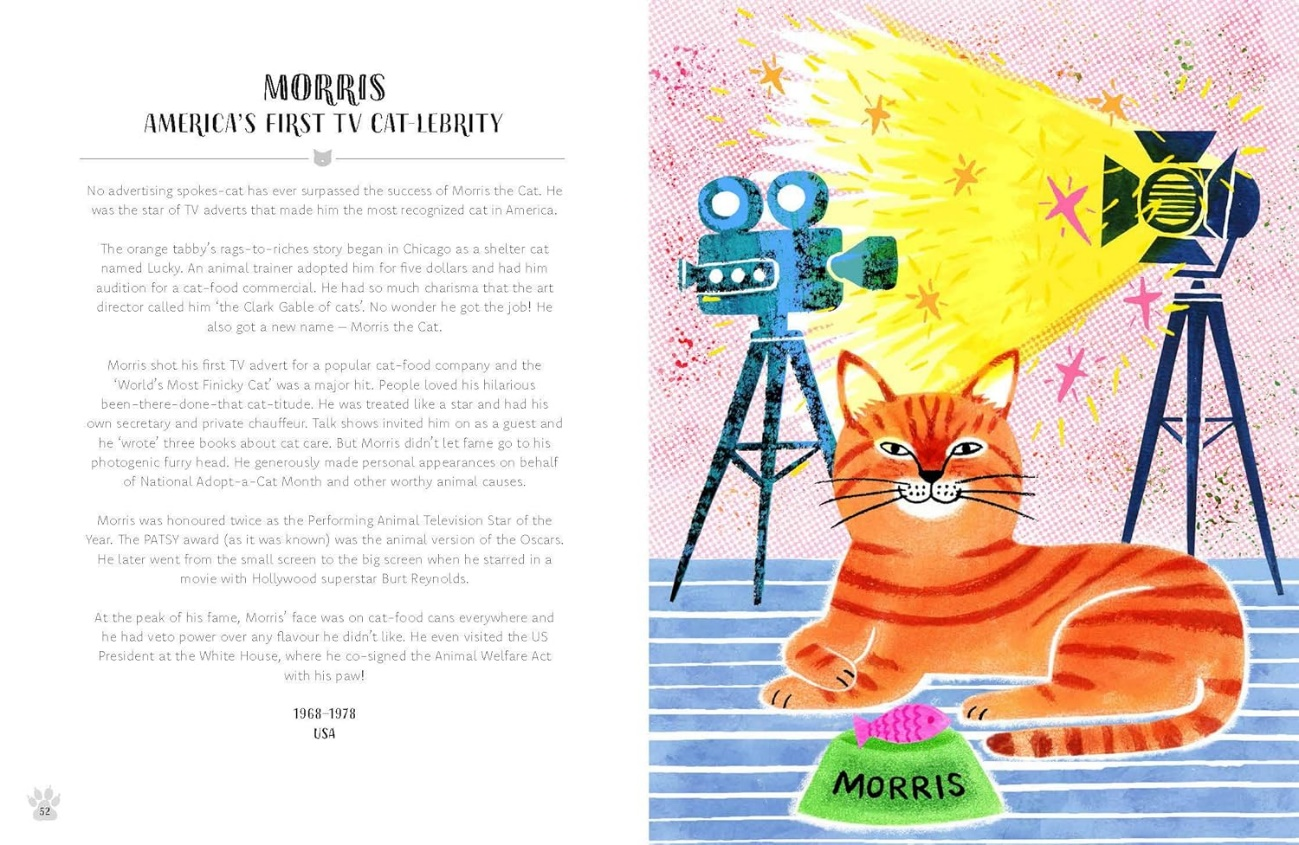 MORRIS
AMERICA'S FIRST TV CAT-LEBRITY
No advertising spokes-cat has ever surpassed the success of Morris the Cat. He
was the star of TV adverts that made him the most recognized cat in America.
The orange tabby's rags-to-riches story began in Chicago as a shelter cat
named Lucky. An animal trainer adopted him for five dollars and had him
audition for a cat-food commercial. He had so much charisma that the art
director called him 'the Clark Gable of cats'. No wonder he got the job! He
also got a new name – Morris the Cat.
Morris shot his first TV advert for a popular cat-food company and the
'World's Most Finicky Cat' was a major hit. People loved his hilarious
been-there-done-that cat-titude. He was treated like a star and had his
own secretary and private chauffeur. Talk shows invited him on as a guest and
he 'wrote' three books about cat care. But Morris didn't let fame go to his
photogenic furry head. He generously made personal appearances on behalf
of National Adopt-a-Cat Month and other worthy animal causes.
Morris was honoured twice as the Performing Animal Television Star of the
Year. The PATSY award (as it was known) was the animal version of the Oscars.
He later went from the small screen to the big screen when he starred in a
movie with Hollywood superstar Burt Reynolds.
At the peak of his fame, Morris' face was on cat-food cans everywhere and
he had veto power over any flavour he didn't like. He even visited the US
President at the White House, where he co-signed the Animal Welfare Act
with his paw!
1968–1978
USA
52
MORRIS